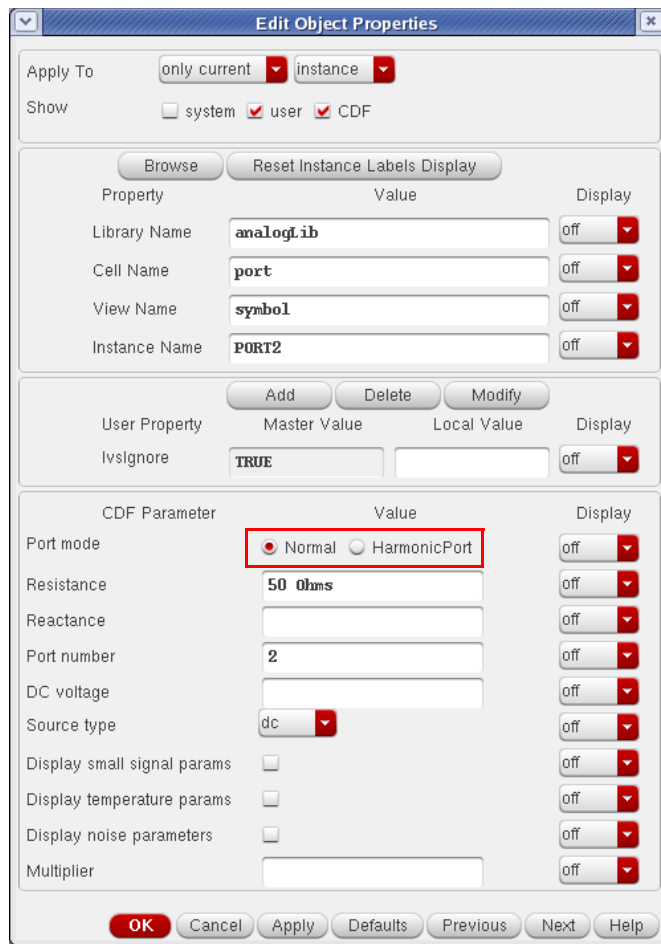 Edit Object Properties
Apply To only current instance
Show system user CDF
Browse Reset Instance Labels Display
Property Value Display
Library Name analogLib off
Cell Name port off
View Name symbol off
Instance Name PORT2 off
Add Delete Modify
User Property Master Value Local Value Display
lvsIgnore TRUE off
CDF Parameter Value Display
Port mode Normal HarmonicPort off
Resistance 50 Ohms off
Reactance off
Port number 2 off
DC voltage off
Source type dc off
Display small signal params off
Display temperature params off
Display noise parameters off
Multiplier off
OK Cancel Apply Defaults Previous Next Help